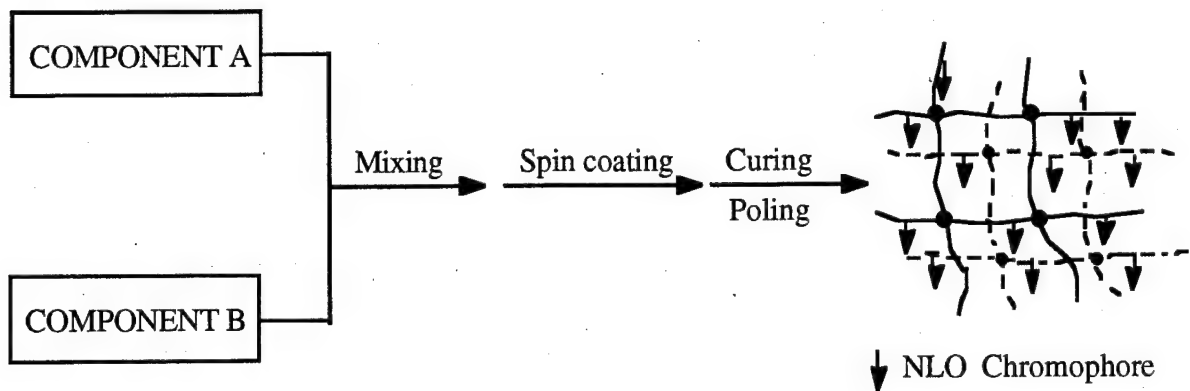 COMPONENT A
Mixing
Spin coating
Curing
Poling
COMPONENT B
NLO Chromophore